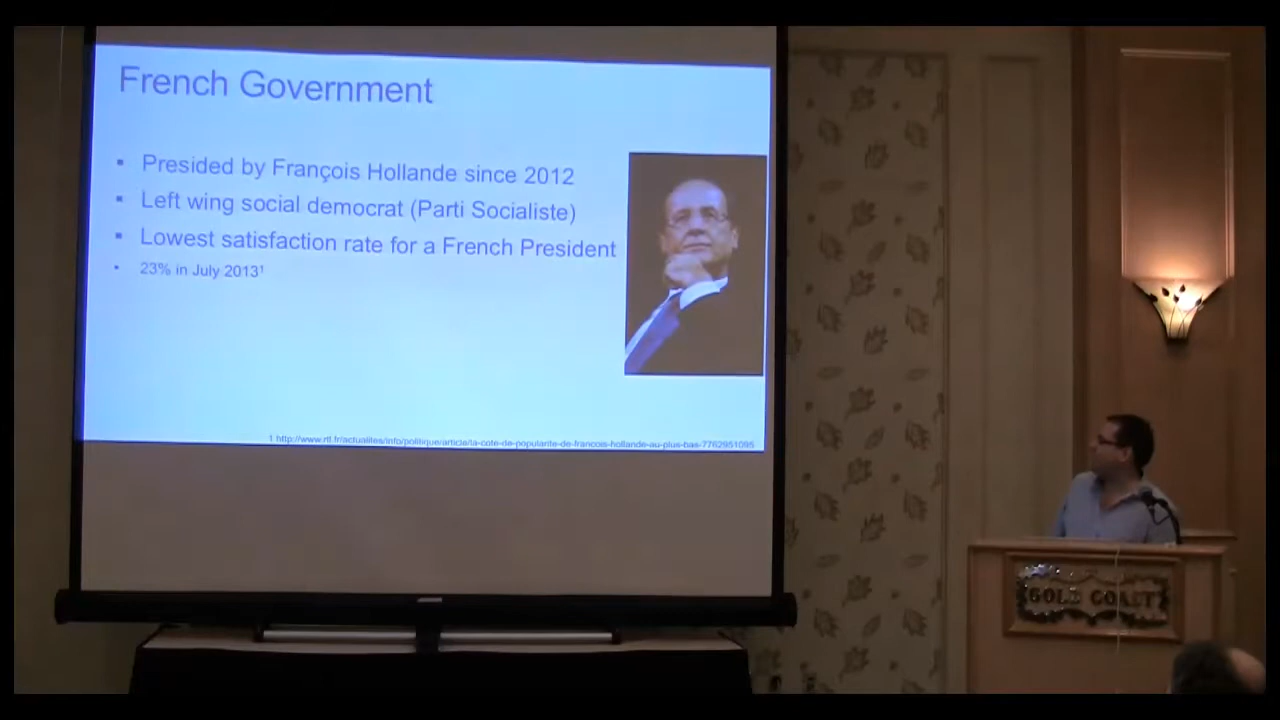 French Government
▪ Presided by François Hollande since 2012
▪ Left wing social democrat (Parti Socialiste)
▪ Lowest satisfaction rate for a French President
• 23% in July 2013¹
1 http://www.rtl.fr/actualites/info/politique/article/la-cote-de-popularite-de-francois-hollande-au-plus-bas-7762951095
GOLD COAST